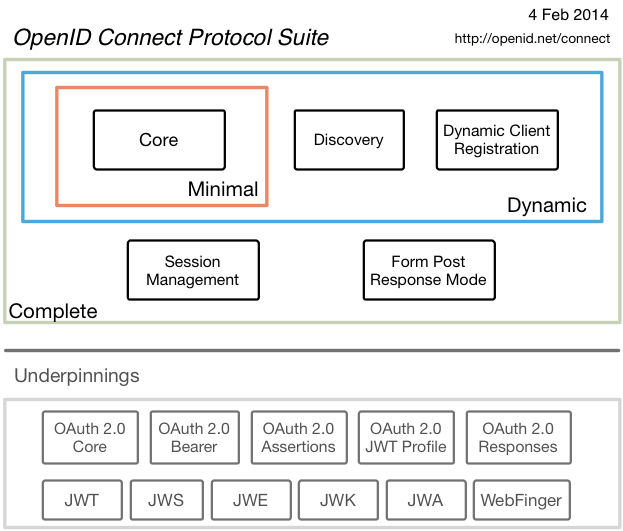 4 Feb 2014
OpenID Connect Protocol Suite
http://openid.net/connect
Core
Discovery
Dynamic Client
Registration
Minimal
Dynamic
Session
Management
Form Post
Response Mode
Complete
Underpinnings
OAuth 2.0
Core
OAuth 2.0
Bearer
OAuth 2.0
Assertions
OAuth 2.0
JWT Profile
OAuth 2.0
Responses
JWT
JWS
JWE
JWK
JWA
WebFinger